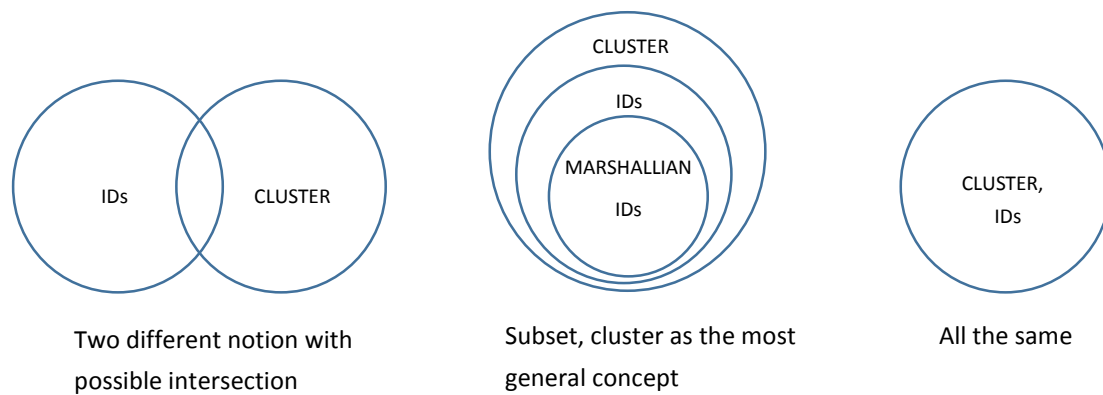 IDs
CLUSTER
Two different notion with
possible intersection
CLUSTER
IDs
MARSHALLIAN
IDs
Subset, cluster as the most
general concept
CLUSTER,
IDs
All the same